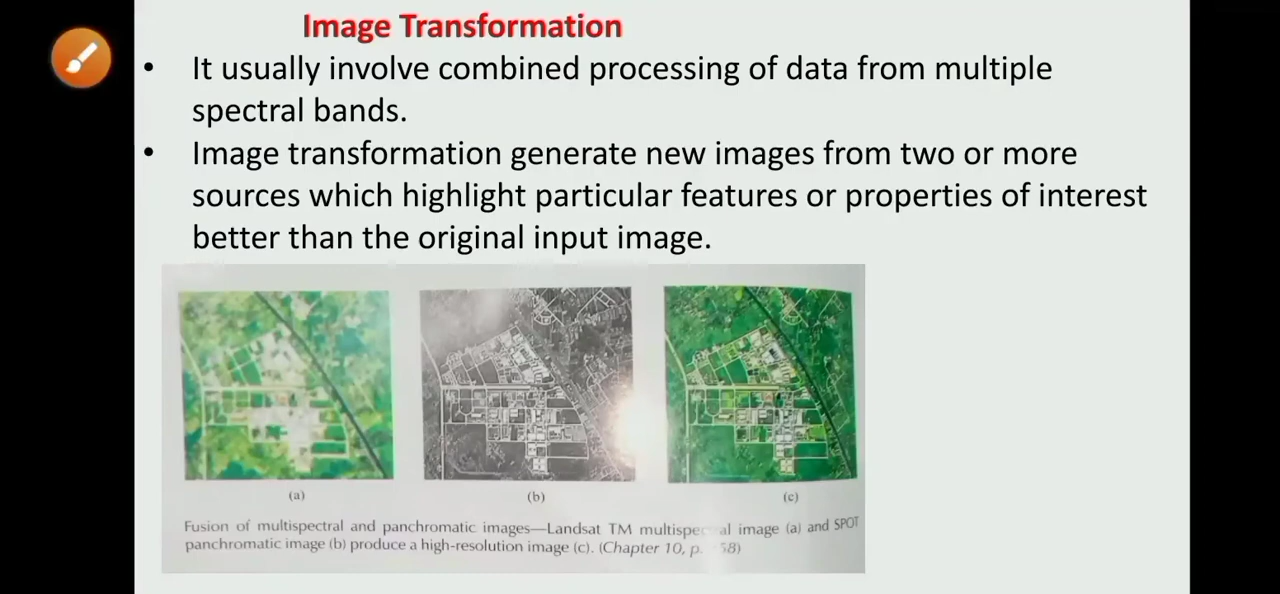 Image Transformation
• It usually involve combined processing of data from multiple
spectral bands.
• Image transformation generate new images from two or more
sources which highlight particular features or properties of interest
better than the original input image.
(a) (b) (c)
Fusion of multispectral and panchromatic images—Landsat TM image (a) and SPOT
panchromatic image (b) produce a high-resolution image (c). (Chapter 10, p.